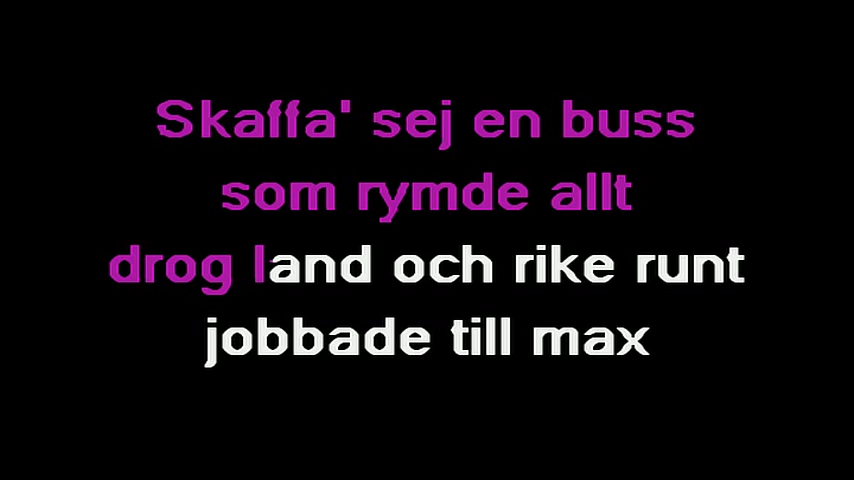 Skaffa' sej en buss
som rymde allt
drog land och rike runt
jobbade till max